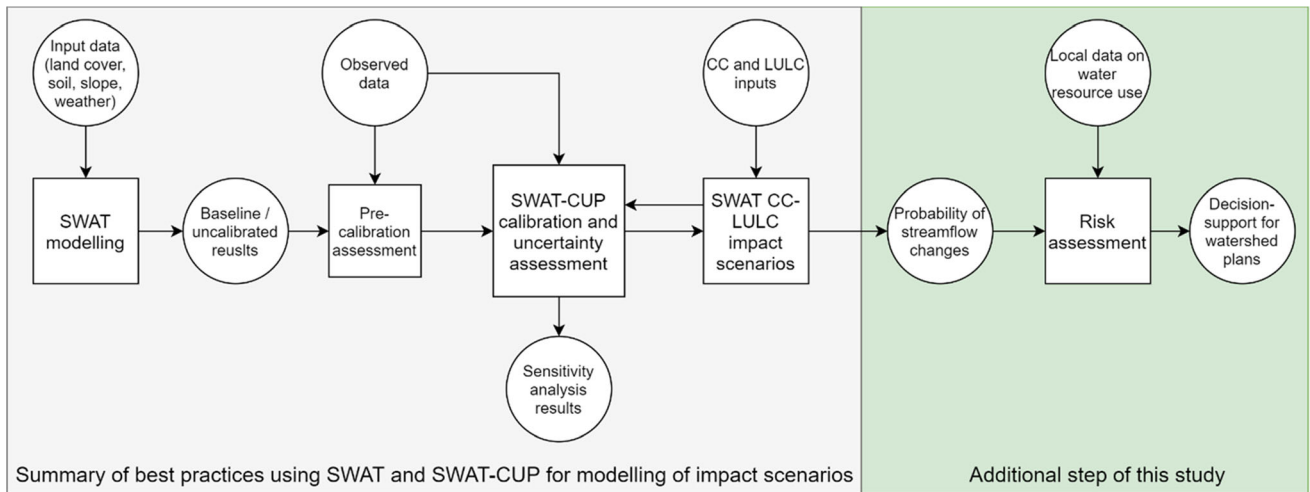 Input data
(land cover,
soil, slope,
weather)
Observed
data
CC and LULC
inputs
Local data on
water
resource use
SWAT
modelling
Baseline /
uncalibrated
reuslts
Pre-
calibration
assessment
SWAT-CUP
calibration and
uncertainty
assessment
SWAT CC-
LULC
impact
scenarios
Probability of
streamflow
changes
Risk
assessment
Decision-
support for
watershed
plans
Sensitivity
analysis
results
Summary of best practices using SWAT and SWAT-CUP for modelling of impact scenarios
Additional step of this study